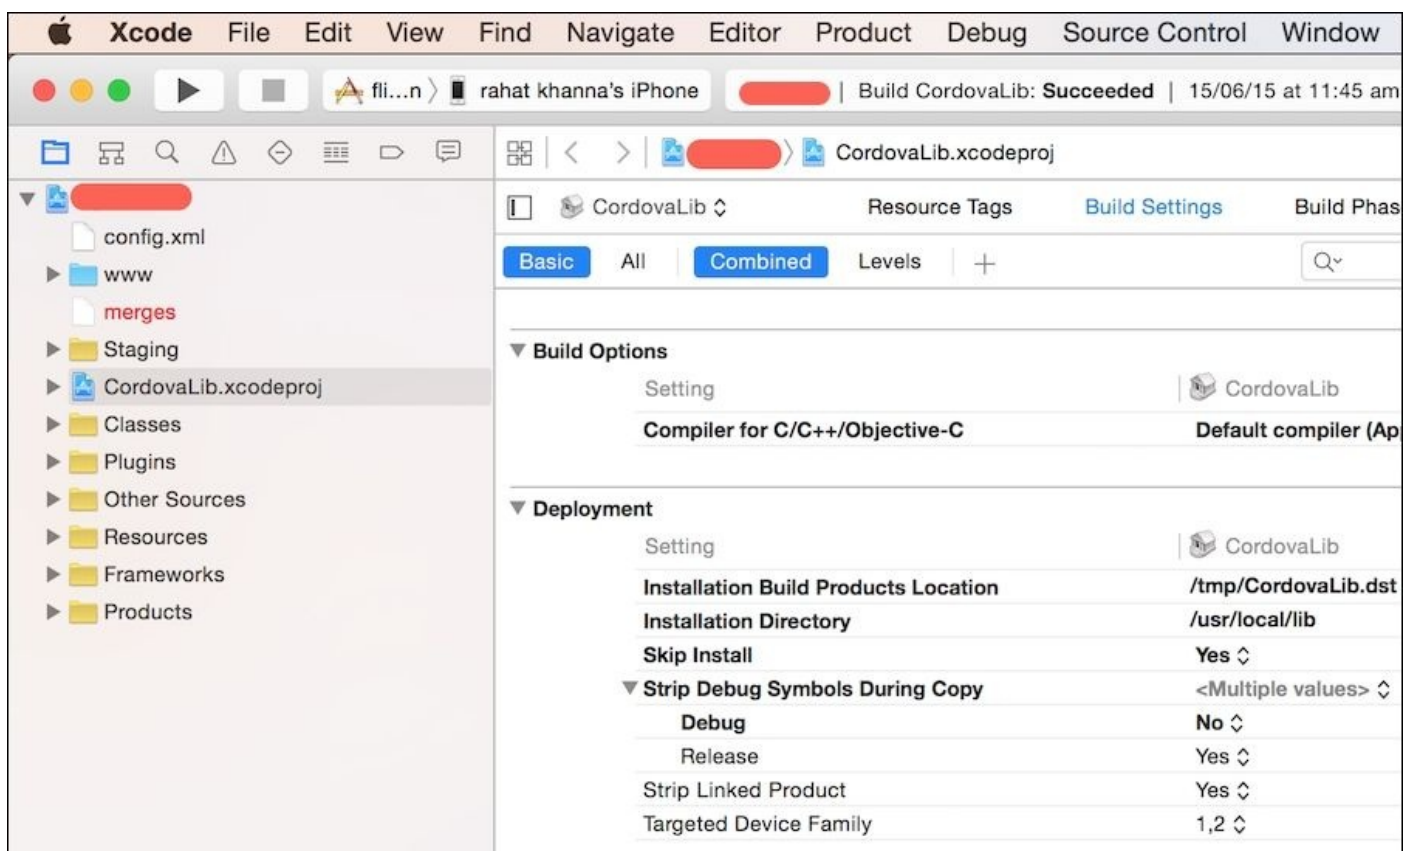 Xcode File Edit View Find Navigate Editor Product Debug Source Control Window
fli...n rahat khanna's iPhone | Build CordovaLib: Succeeded | 15/06/15 at 11:45 am
CordovaLib.xcodeproj
CordovaLib Resource Tags Build Settings Build Phas
config.xml
www
merges
Staging
CordovaLib.xcodeproj
Classes
Plugins
Other Sources
Resources
Frameworks
Products
Basic All Combined Levels
Build Options
Setting CordovaLib
Compiler for C/C++/Objective-C Default compiler (Ap
Deployment
Setting CordovaLib
Installation Build Products Location /tmp/CordovaLib.dst
Installation Directory /usr/local/lib
Skip Install Yes
Strip Debug Symbols During Copy <Multiple values>
Debug No
Release Yes
Strip Linked Product Yes
Targeted Device Family 1,2